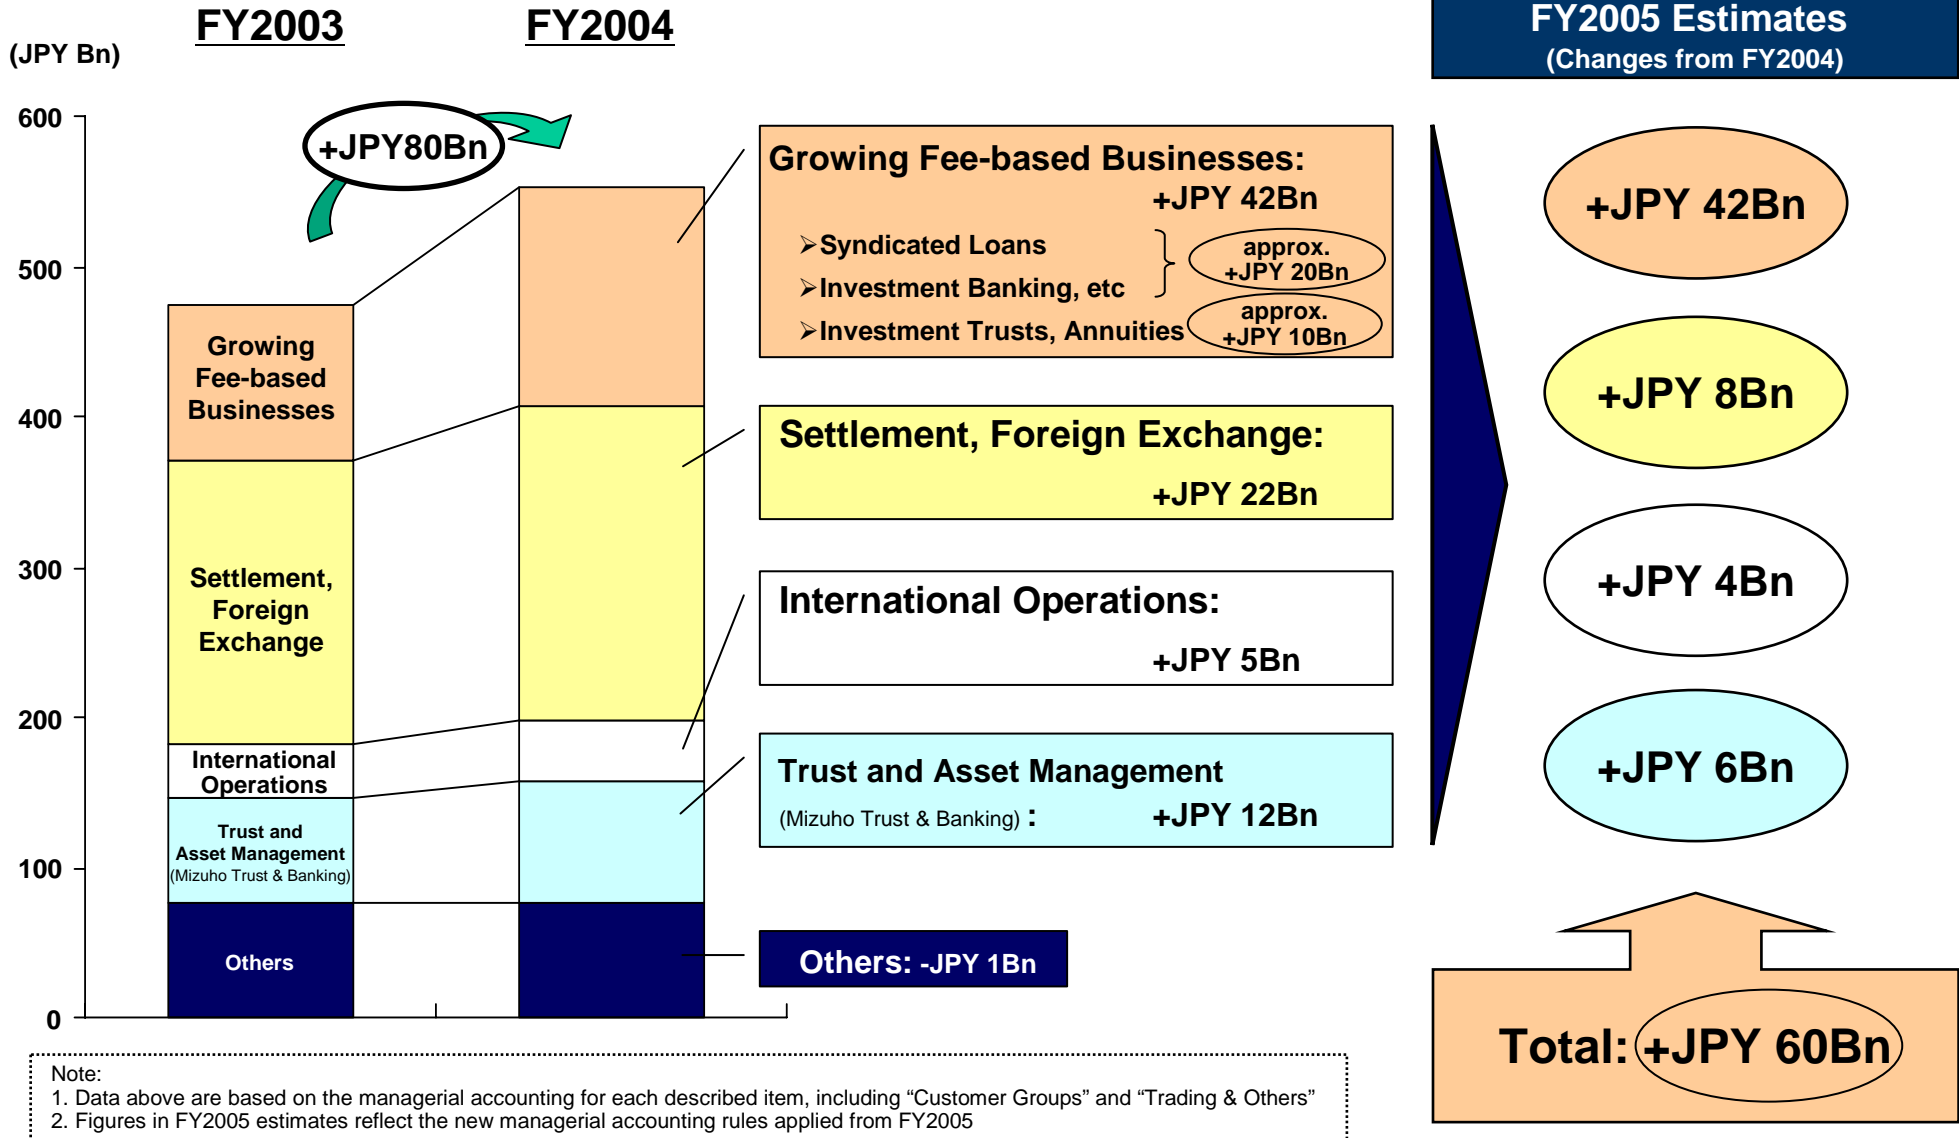 FY2003
FY2004
(JPY Bn)
600
500
400
300
200
100
0
+JPY80Bn
Growing
Fee-based
Businesses
Settlement,
Foreign
Exchange
International
Operations
Trust and
Asset Management
(Mizuho Trust & Banking)
Others
Growing Fee-based Businesses:
+JPY 42Bn
➢Syndicated Loans
➢Investment Banking, etc
approx.
+JPY 20Bn
➢Investment Trusts, Annuities
approx.
+JPY 10Bn
Settlement, Foreign Exchange:
+JPY 22Bn
International Operations:
+JPY 5Bn
Trust and Asset Management
(Mizuho Trust & Banking) : +JPY 12Bn
Others: -JPY 1Bn
FY2005 Estimates
(Changes from FY2004)
+JPY 42Bn
+JPY 8Bn
+JPY 4Bn
+JPY 6Bn
Total: +JPY 60Bn
Note:
1. Data above are based on the managerial accounting for each described item, including “Customer Groups” and “Trading & Others”
2. Figures in FY2005 estimates reflect the new managerial accounting rules applied from FY2005